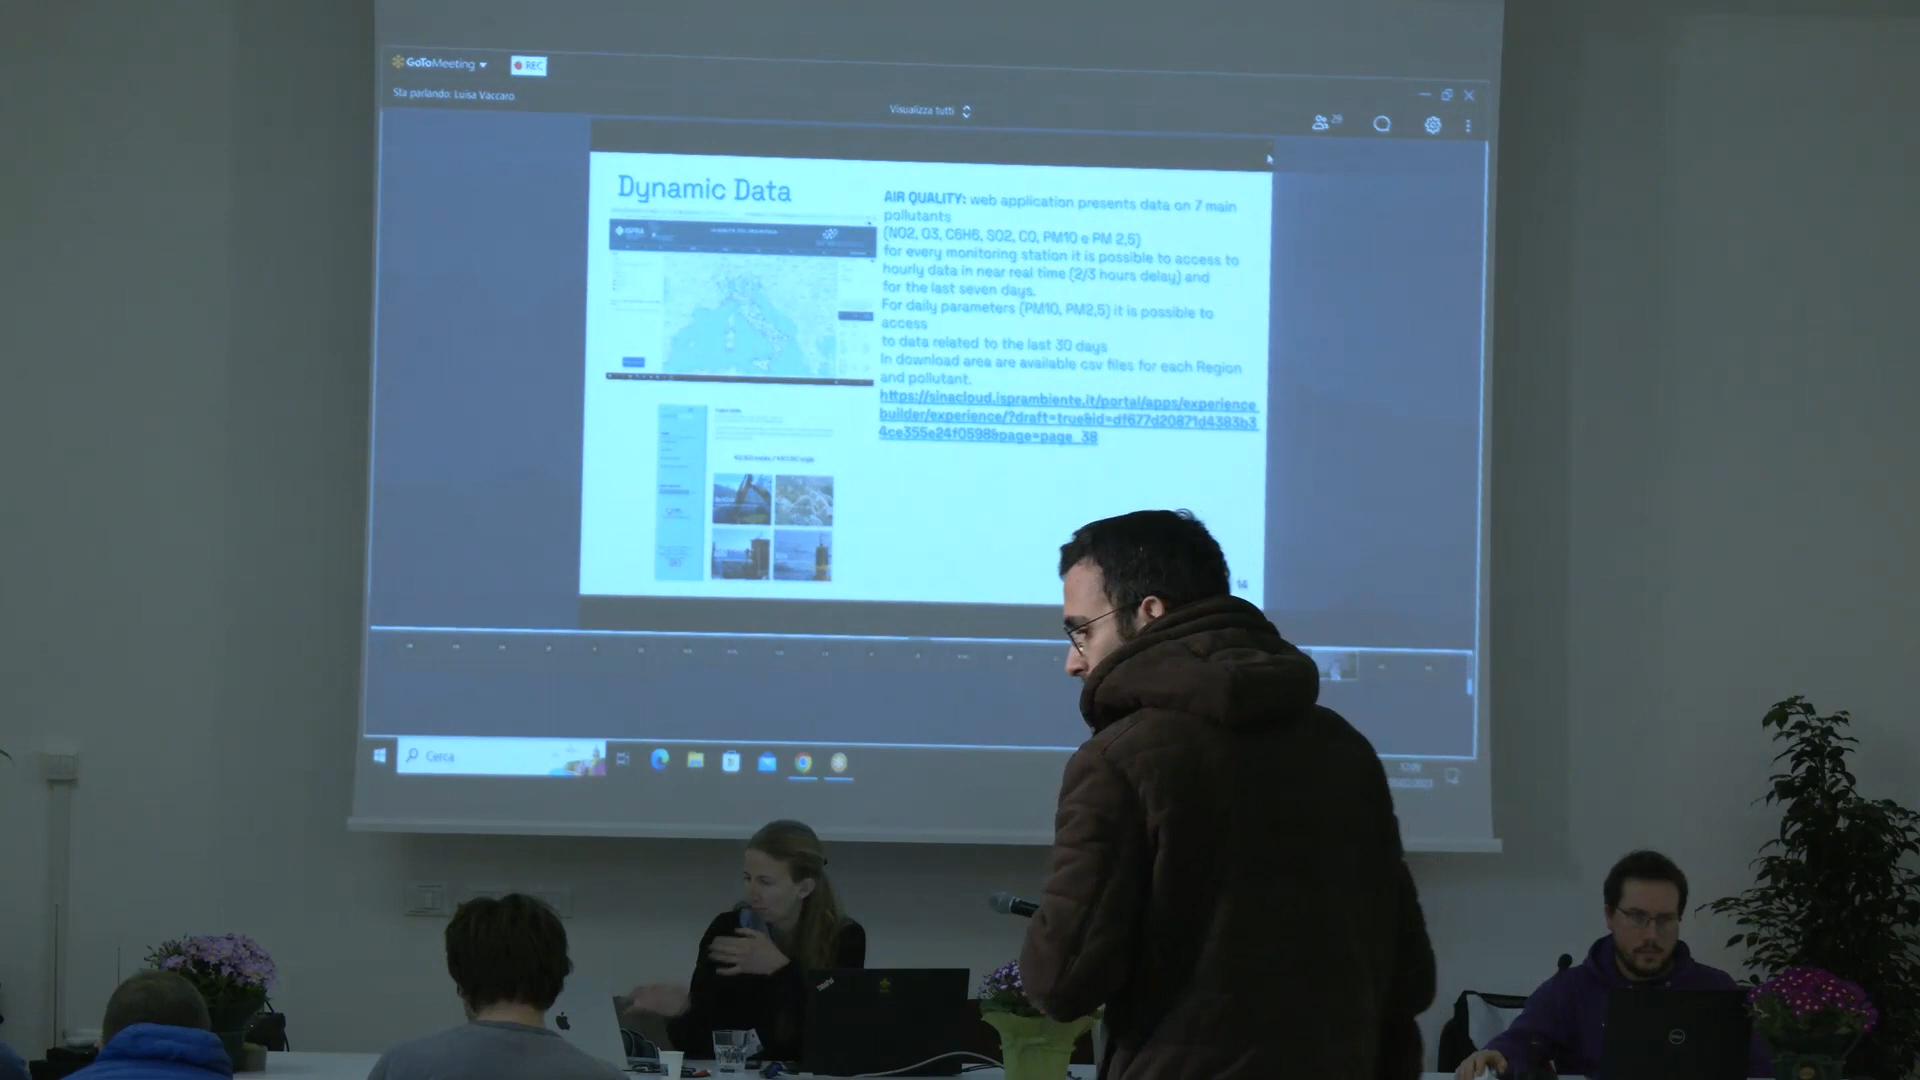 GoToMeeting
REC
Sta parlando: Luisa Vaccaro
Visualizza tutti
29
Dynamic Data
ISPRA
AIR QUALITY: web application presents data on 7 main
pollutants
(NO2, O3, C6H6, SO2, CO, PM10 e PM 2,5)
for every monitoring station it is possible to access to
hourly data in near real time (2/3 hours delay) and
for the last seven days.
For daily parameters (PM10, PM2,5) it is possible to
access
to data related to the last 30 days
In download area are available csv files for each Region
and pollutant.
https://sinacloud.isprambiente.it/portal/apps/experience
builder/experience/?draft=true&id=df677d20871d4383b3
4ce355e24f0598&page=page_38
14
Cerca
ThinkPad
DELL